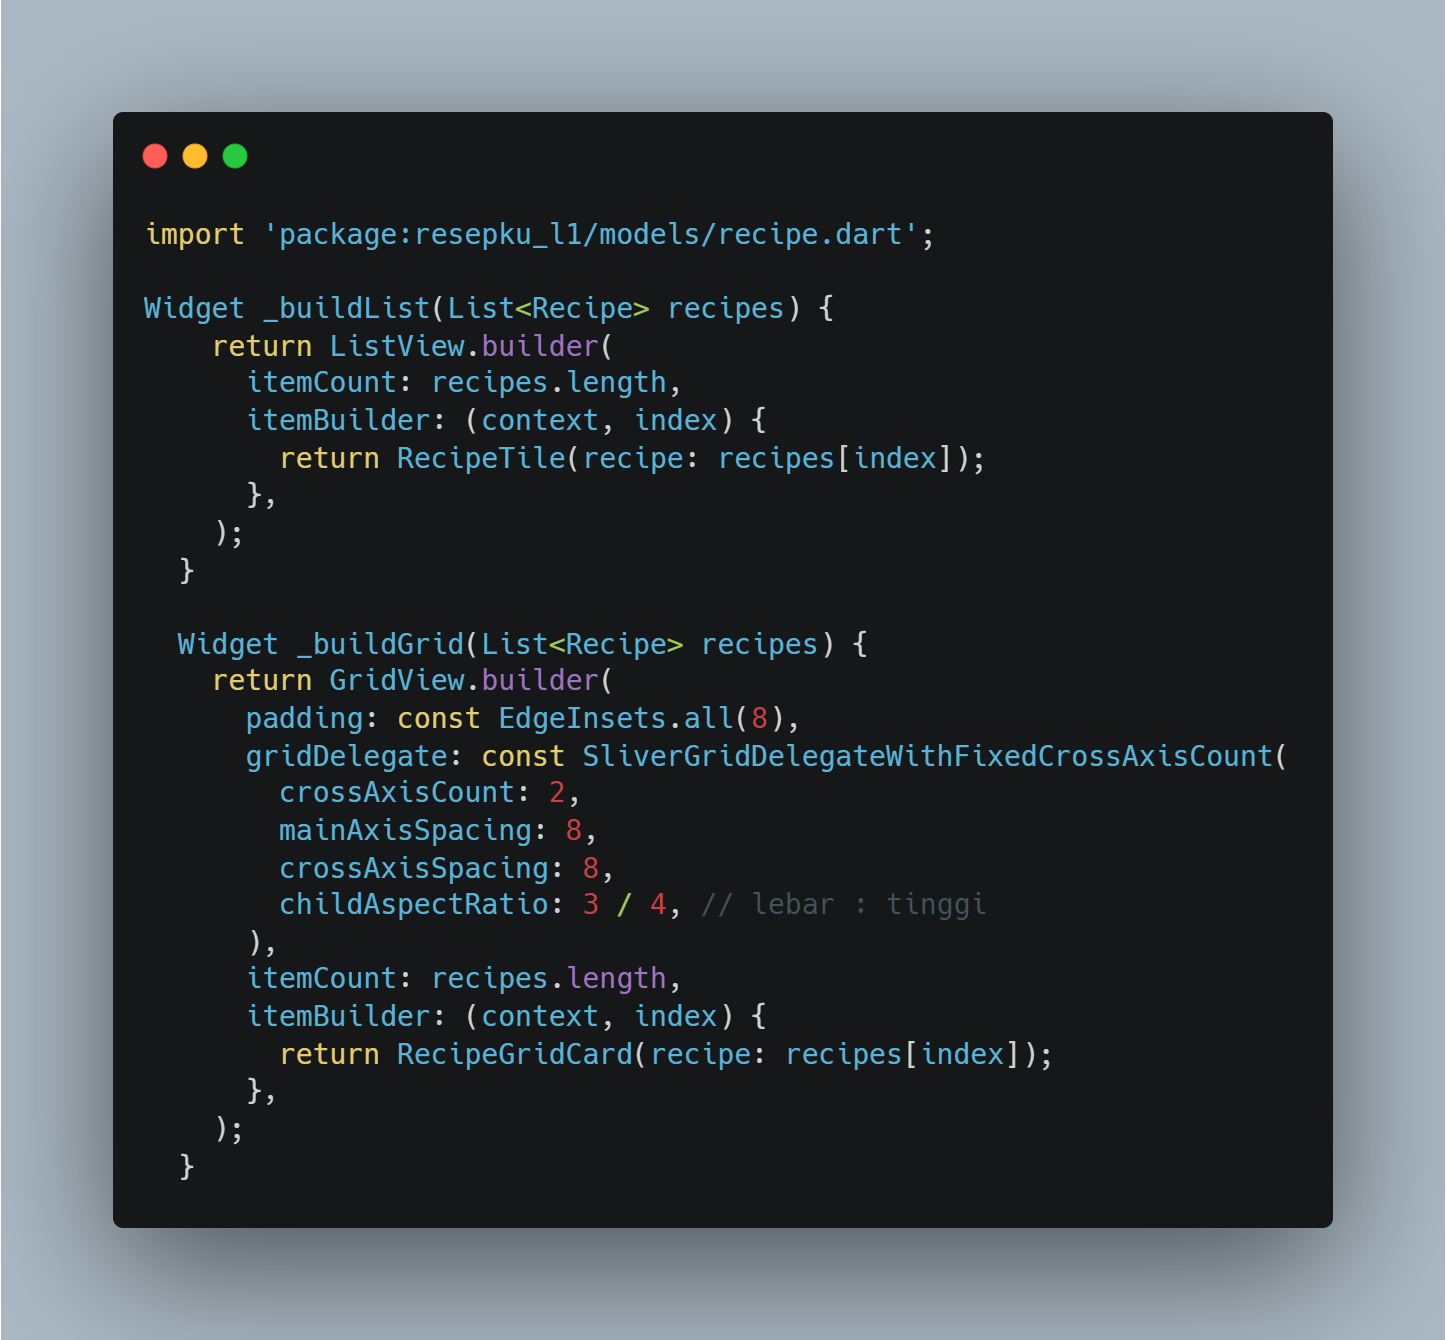 import 'package:resepku_l1/models/recipe.dart';

Widget _buildList(List<Recipe> recipes) {
    return ListView.builder(
      itemCount: recipes.length,
      itemBuilder: (context, index) {
        return RecipeTile(recipe: recipes[index]);
      },
    );
  }

  Widget _buildGrid(List<Recipe> recipes) {
    return GridView.builder(
      padding: const EdgeInsets.all(8),
      gridDelegate: const SliverGridDelegateWithFixedCrossAxisCount(
        crossAxisCount: 2,
        mainAxisSpacing: 8,
        crossAxisSpacing: 8,
        childAspectRatio: 3 / 4, // lebar : tinggi
      ),
      itemCount: recipes.length,
      itemBuilder: (context, index) {
        return RecipeGridCard(recipe: recipes[index]);
      },
    );
  }